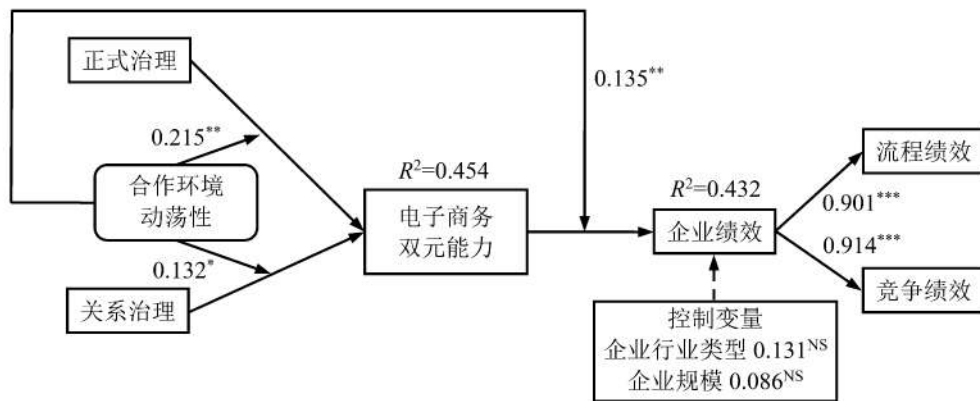 正式治理
0.135**
0.215**
流程绩效
合作环境
动荡性
R²=0.454
R²=0.432
电子商务
双元能力
企业绩效
0.901***
0.914***
0.132*
关系治理
竞争绩效
控制变量
企业行业类型 0.131NS
企业规模 0.086NS